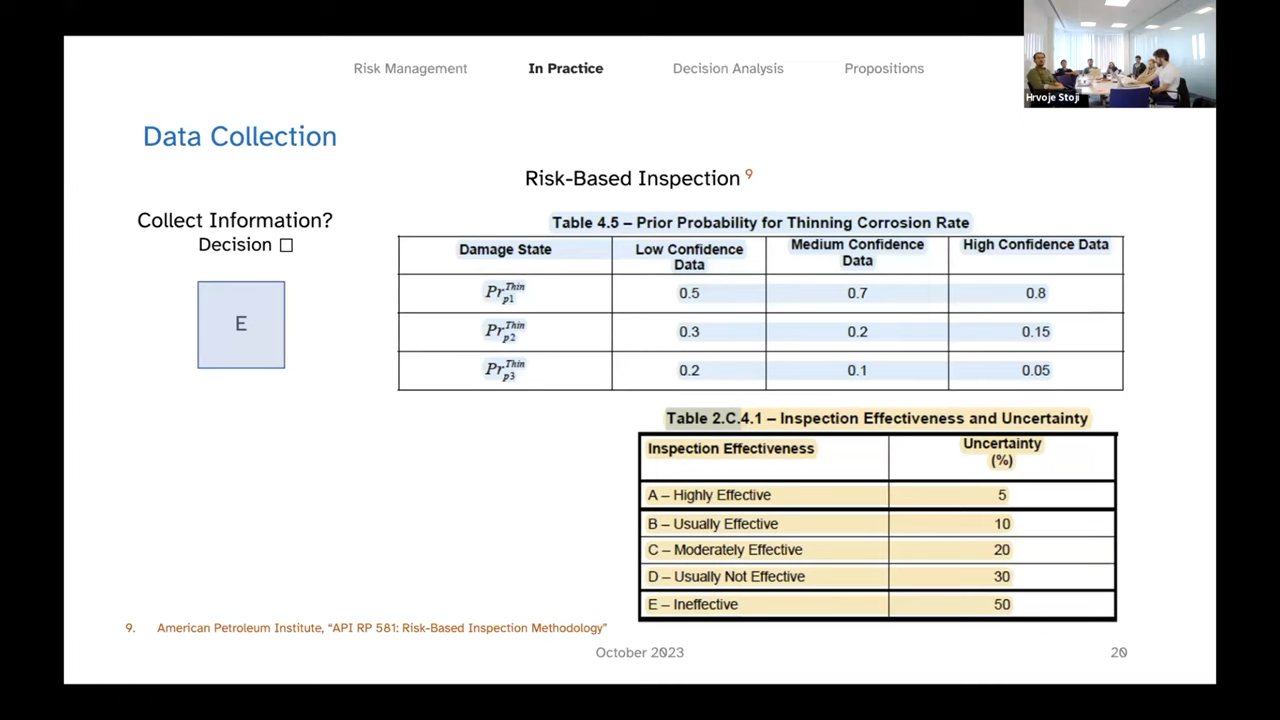 Risk Management In Practice Decision Analysis Propositions
Hrvoje Stoji
Data Collection
Risk-Based Inspection 9
Collect Information?
Decision □
E
Table 4.5 – Prior Probability for Thinning Corrosion Rate
Damage State Low Confidence Data Medium Confidence Data High Confidence Data
Pr_{p1}^{Thin} 0.5 0.7 0.8
Pr_{p2}^{Thin} 0.3 0.2 0.15
Pr_{p3}^{Thin} 0.2 0.1 0.05
Table 2.C.4.1 – Inspection Effectiveness and Uncertainty
Inspection Effectiveness Uncertainty (%)
A – Highly Effective 5
B – Usually Effective 10
C – Moderately Effective 20
D – Usually Not Effective 30
E – Ineffective 50
9. American Petroleum Institute, “API RP 581: Risk-Based Inspection Methodology”
October 2023 20